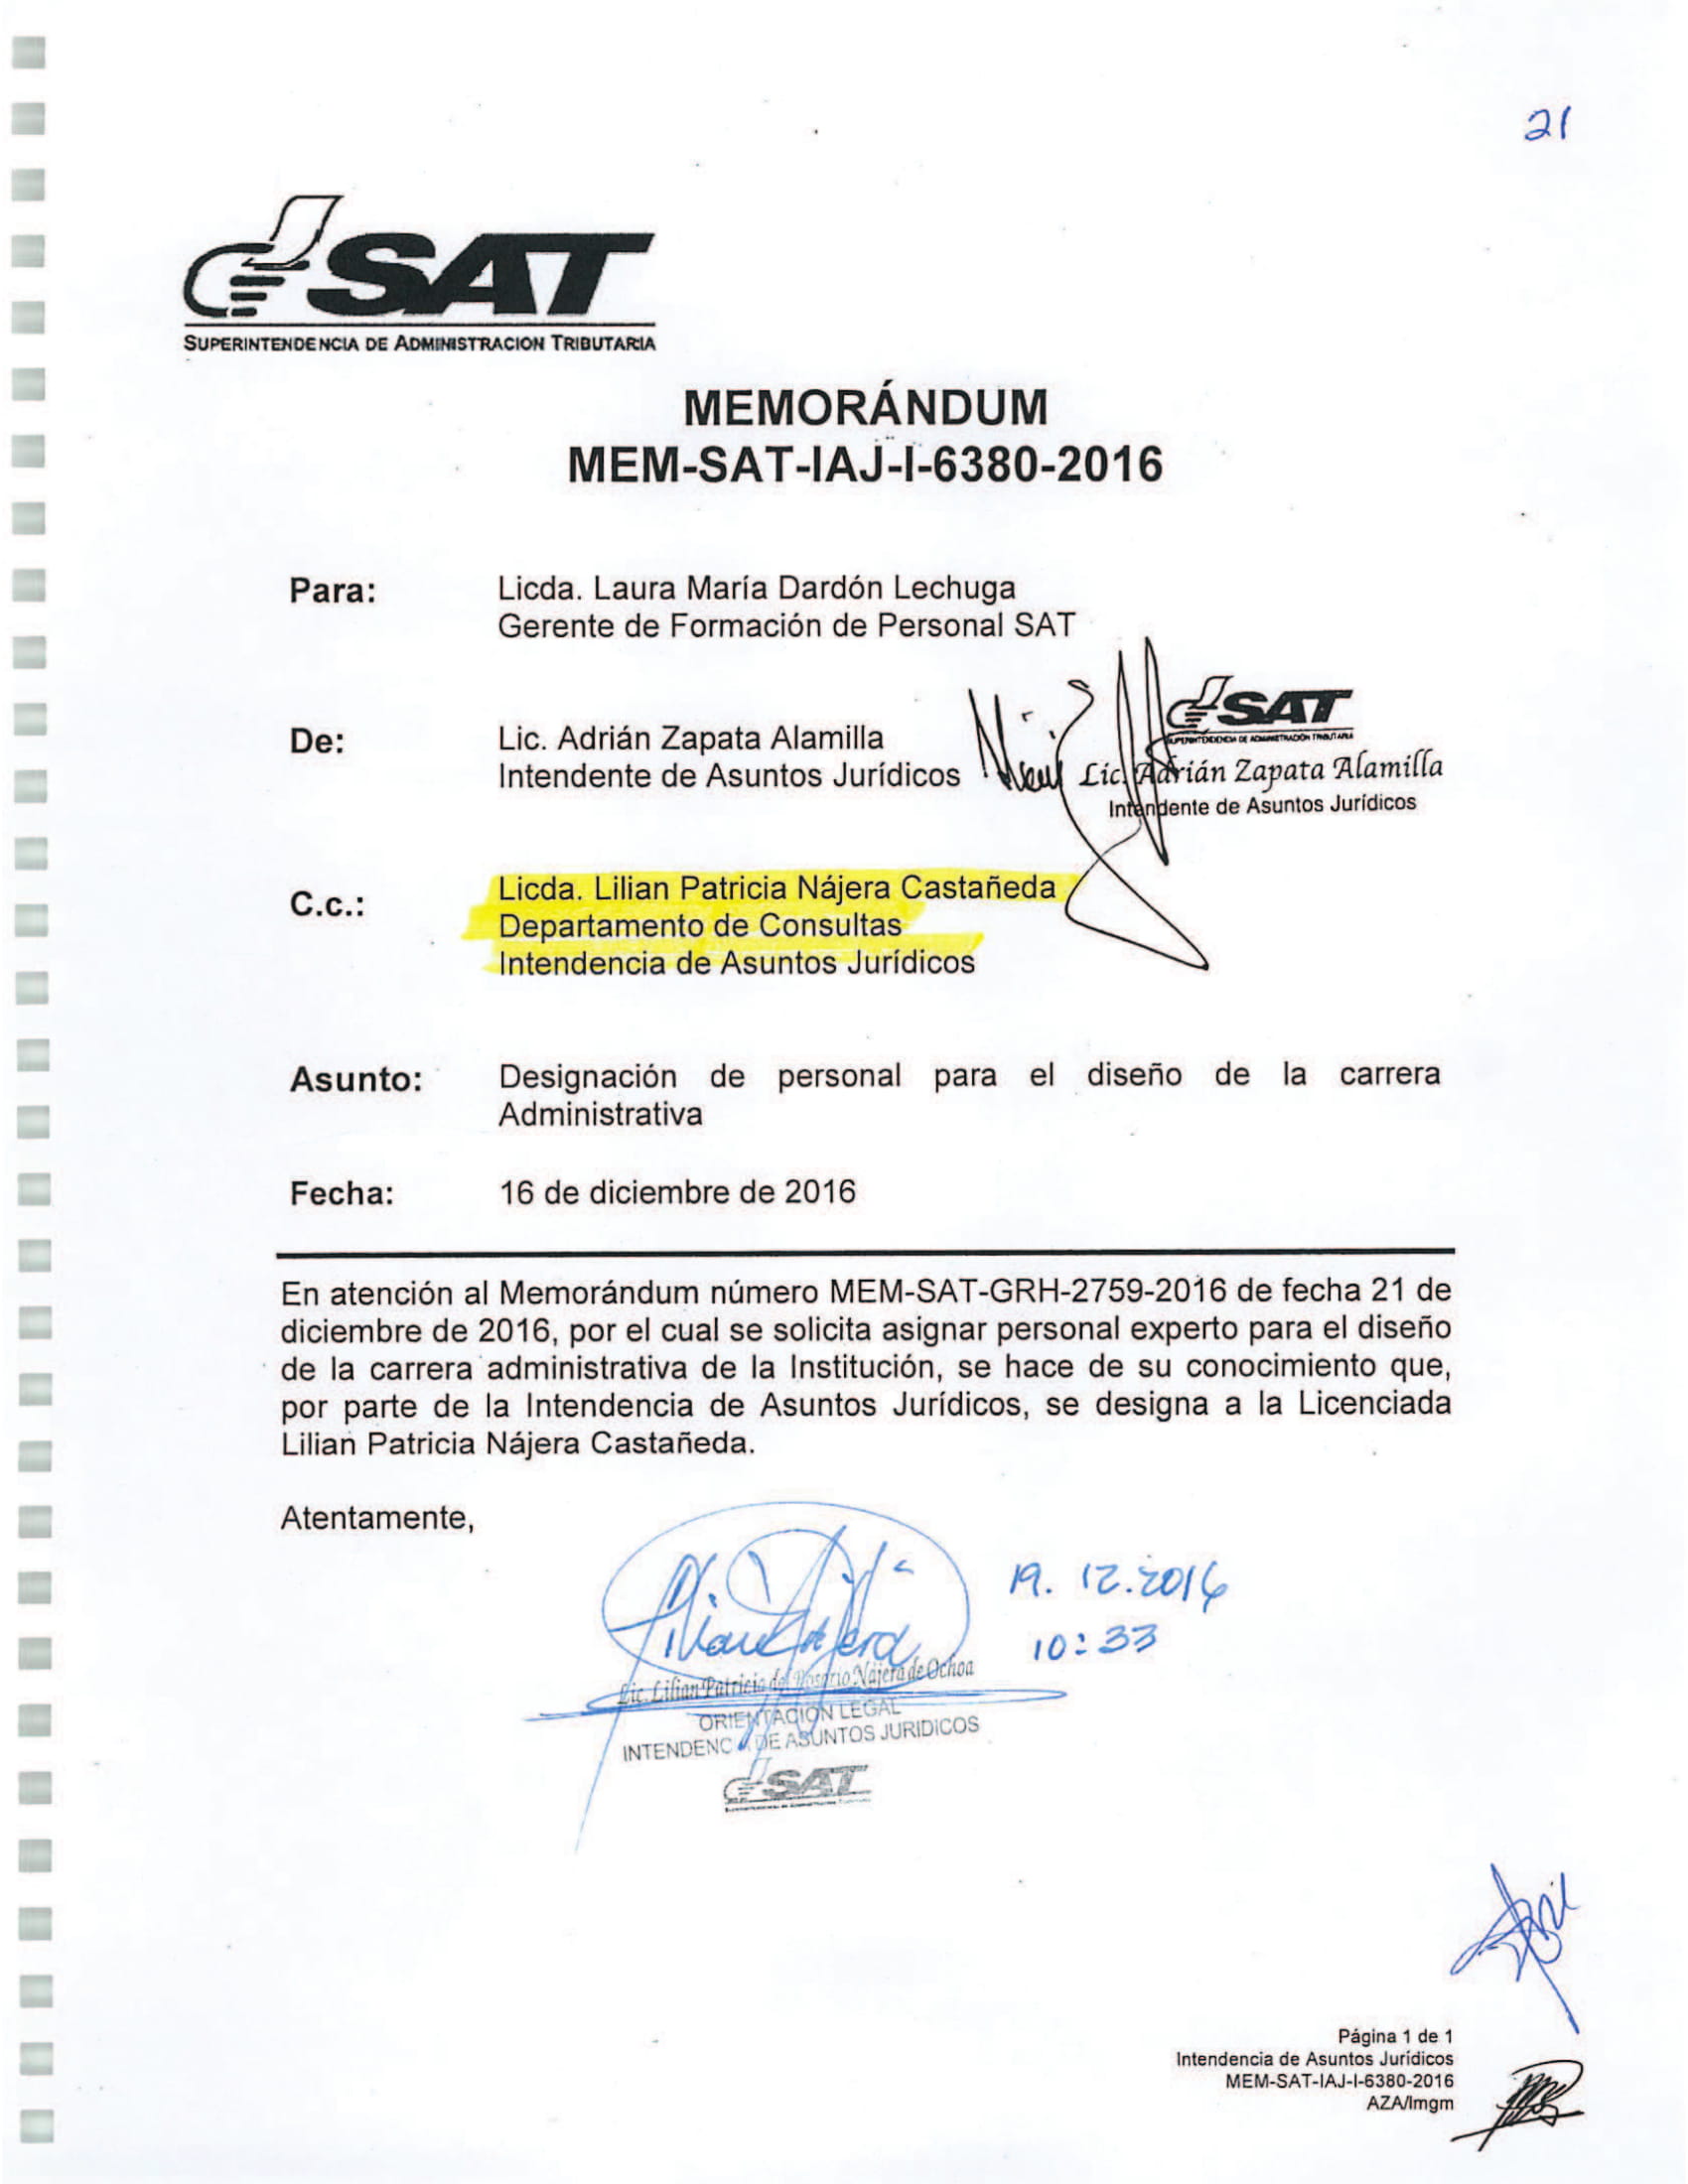 21
SAT
SUPERINTENDENCIA DE ADMINISTRACION TRIBUTARIA
MEMORÁNDUM
MEM-SAT-IAJ-I-6380-2016
Para: Licda. Laura María Dardón Lechuga
Gerente de Formación de Personal SAT
De: Lic. Adrián Zapata Alamilla
Intendente de Asuntos Jurídicos
SAT
SUPERINTENDENCIA DE ADMINISTRACIÓN TRIBUTARIA
Lic. Adrián Zapata Alamilla
Intendente de Asuntos Jurídicos
C.c.: Licda. Lilian Patricia Nájera Castañeda
Departamento de Consultas
Intendencia de Asuntos Jurídicos
Asunto: Designación de personal para el diseño de la carrera
Administrativa
Fecha: 16 de diciembre de 2016
En atención al Memorándum número MEM-SAT-GRH-2759-2016 de fecha 21 de
diciembre de 2016, por el cual se solicita asignar personal experto para el diseño
de la carrera administrativa de la Institución, se hace de su conocimiento que,
por parte de la Intendencia de Asuntos Jurídicos, se designa a la Licenciada
Lilian Patricia Nájera Castañeda.
Atentamente,
19.12.2016
10:33
Lic. Lilian Patricia del Rosario Nájera de Ochoa
ORIENTACION LEGAL
INTENDENCIA DE ASUNTOS JURIDICOS
SAT
Página 1 de 1
Intendencia de Asuntos Jurídicos
MEM-SAT-IAJ-I-6380-2016
AZA/lmgm